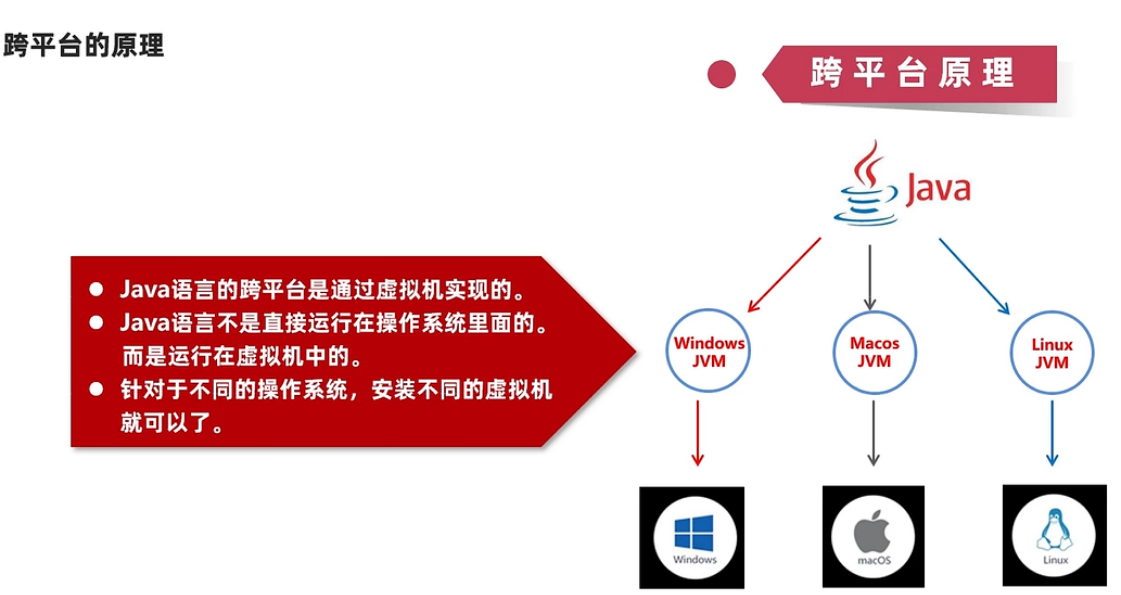 跨平台的原理
跨平台原理
Java
Java语言的跨平台是通过虚拟机实现的。
Java语言不是直接运行在操作系统里面的。
而是运行在虚拟机中的。
针对于不同的操作系统，安装不同的虚拟机
就可以了。
Windows
JVM
Macos
JVM
Linux
JVM
Windows
macOS
Linux